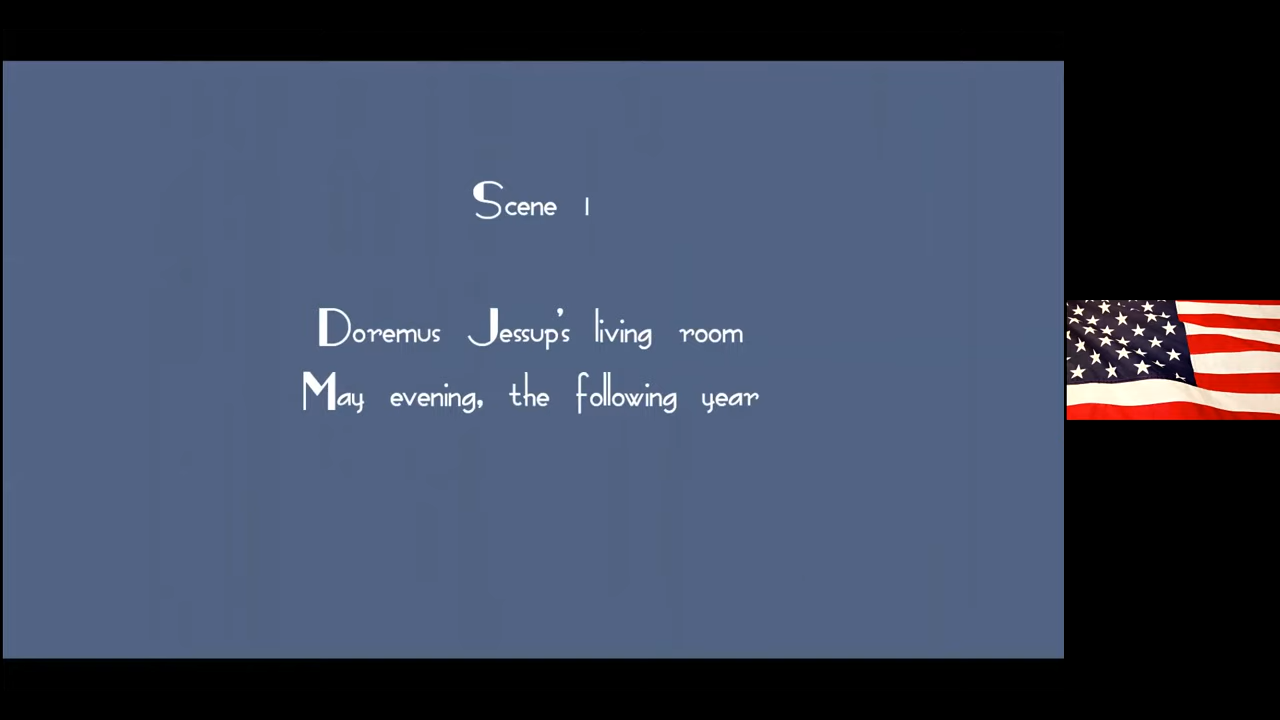 Scene 1
Doremus Jessup's living room
May evening, the following year